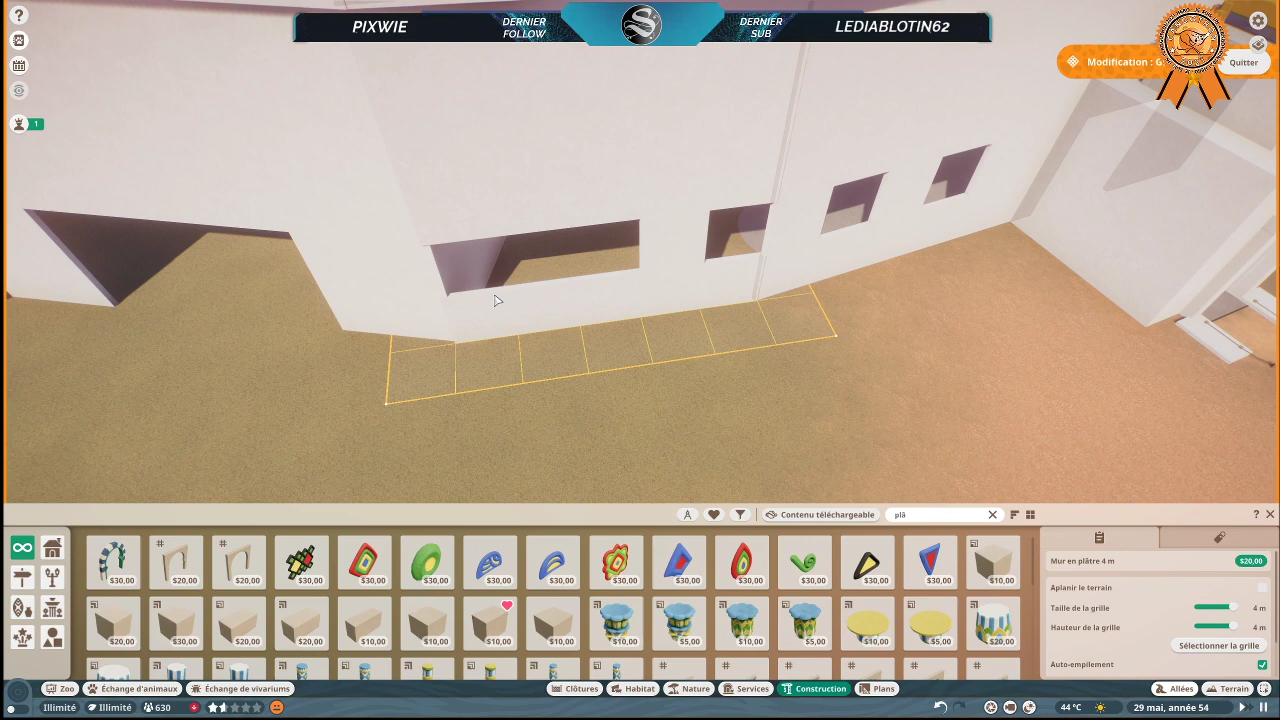 PIXWIE
DERNIER
FOLLOW
DERNIER
SUB
LEDIABLOTIN62
?
1
Modification : G
Quitter
A
Contenu téléchargeable
plâ
?
$30,00 $20,00 $20,00 $30,00 $30,00 $30,00 $30,00 $30,00 $30,00 $30,00 $30,00 $30,00 $30,00 $30,00 $10,00
$20,00 $30,00 $20,00 $20,00 $10,00 $10,00 $10,00 $10,00 $10,00 $5,00 $10,00 $5,00 $10,00 $5,00 $20,00
Mur en plâtre 4 m
$20,00
Aplanir le terrain
Taille de la grille 4 m
Hauteur de la grille 4 m
Sélectionner la grille
Auto-empilement
Zoo
Échange d'animaux
Échange de vivariums
Clôtures
Habitat
Nature
Services
Construction
Plans
Allées
Terrain
Illimité
Illimité
630
44 °C
29 mai, année 54